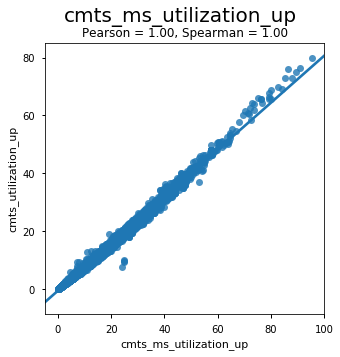 cmts_ms_utilization_up
Pearson = 1.00, Spearman = 1.00
80
60
40
20
0
cmts_utilization_up
0
20
40
60
80
100
cmts_ms_utilization_up